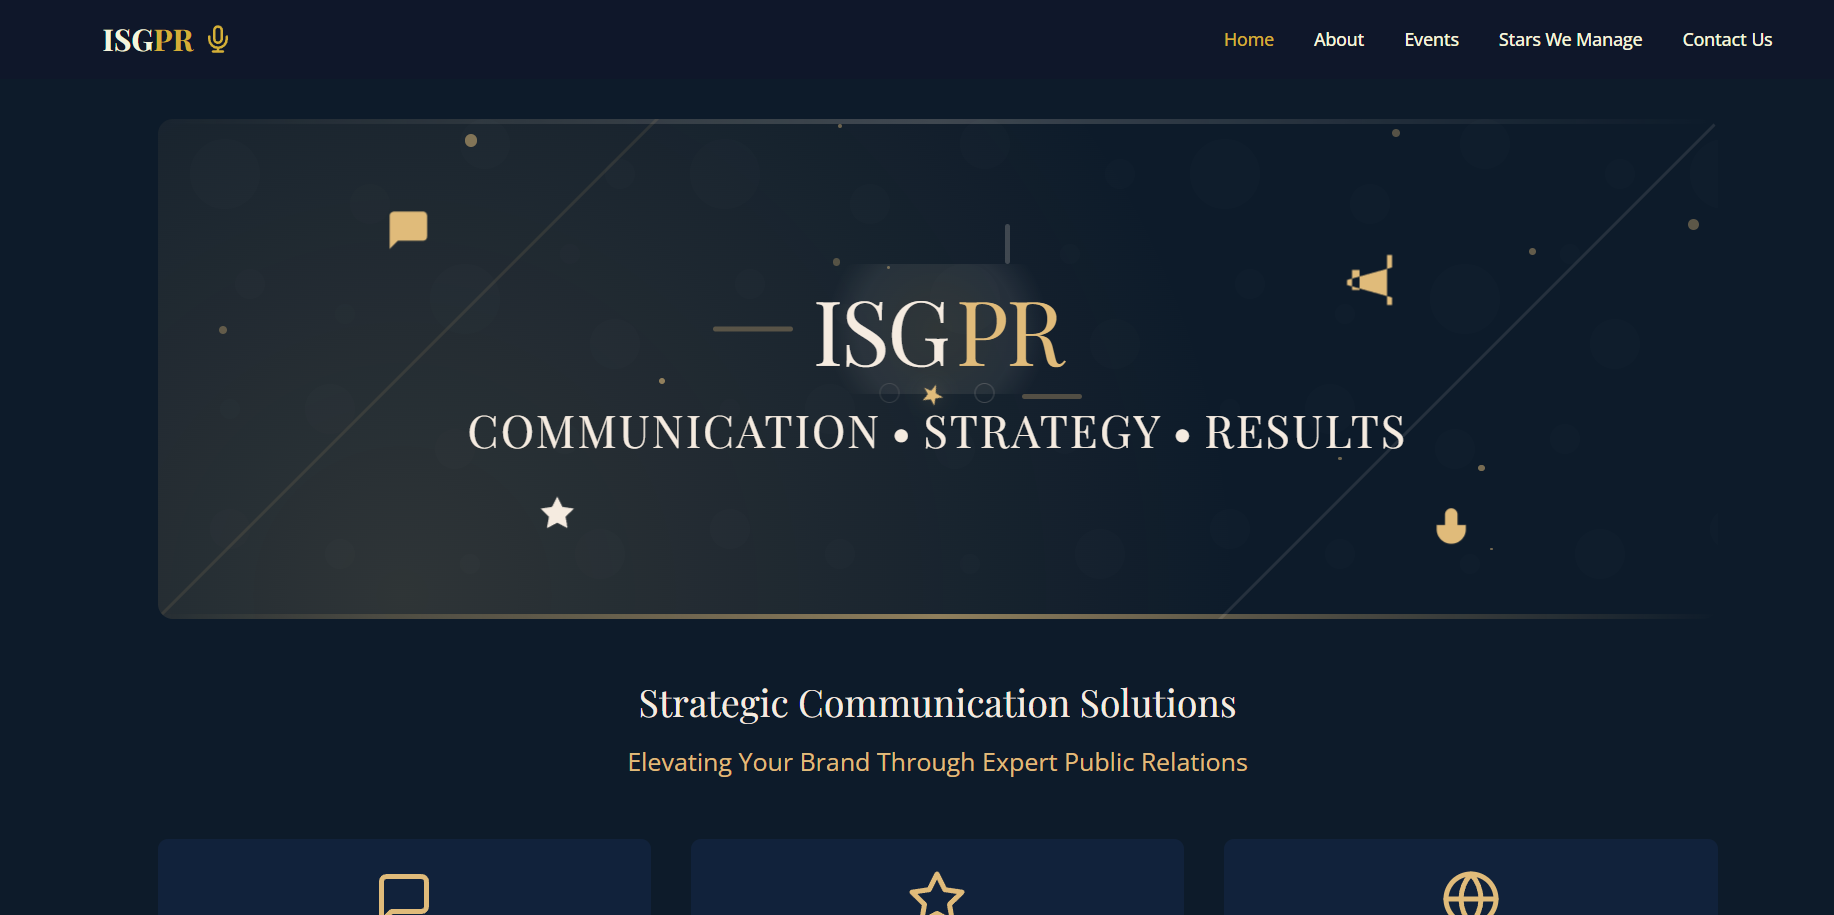 ISGPR
Home
About
Events
Stars We Manage
Contact Us
ISGPR
COMMUNICATION • STRATEGY • RESULTS
Strategic Communication Solutions
Elevating Your Brand Through Expert Public Relations